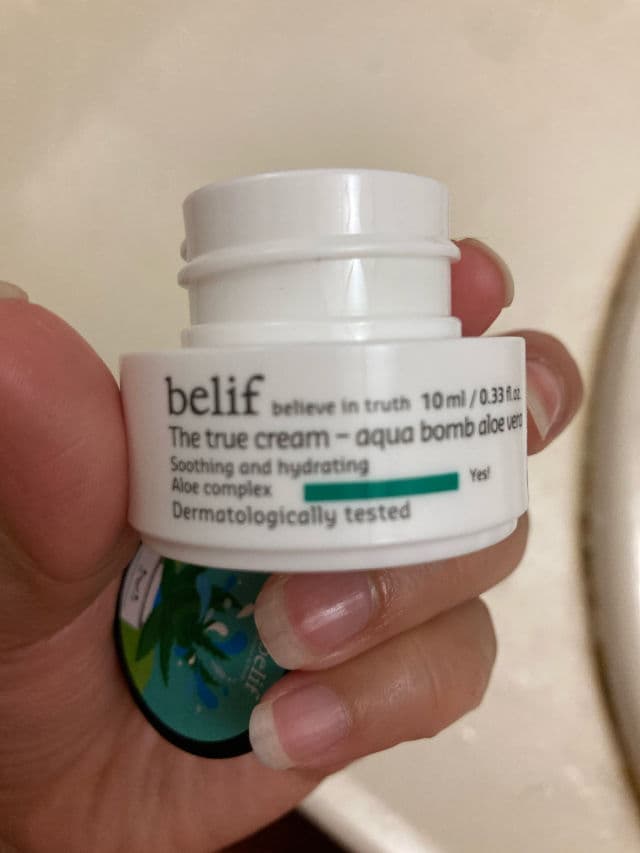 belif believe in truth 10 ml / 0.33 fl.oz.
The true cream – aqua bomb aloe vera
Soothing and hydrating
Aloe complex Yes!
Dermatologically tested
belif